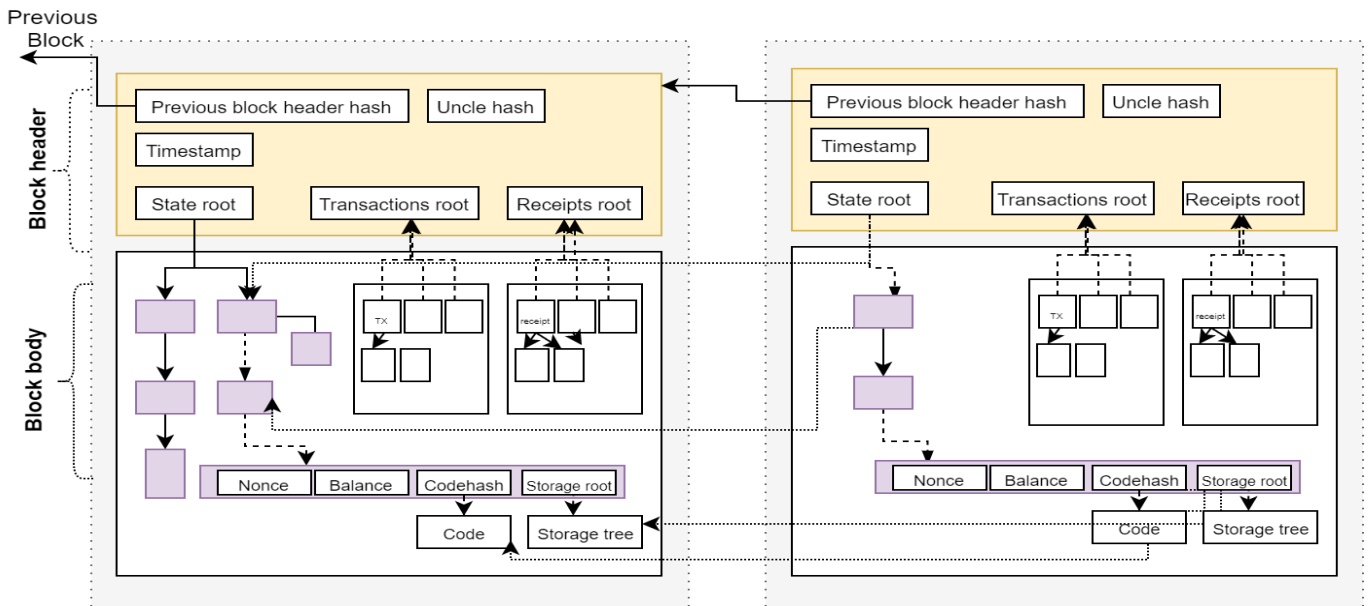 Previous
Block
Block header
Previous block header hash
Uncle hash
Timestamp
State root
Transactions root
Receipts root
Previous block header hash
Uncle hash
Timestamp
State root
Transactions root
Receipts root
Block body
TX
receipt
Nonce
Balance
Codehash
Storage root
Code
Storage tree
TX
receipt
Nonce
Balance
Codehash
Storage root
Code
Storage tree